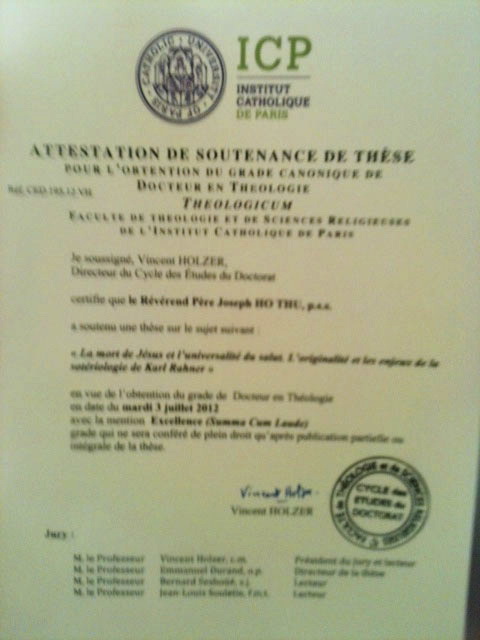 CATHOLIC UNIVERSITY OF PARIS
ICP
INSTITUT
CATHOLIQUE
DE PARIS
ATTESTATION DE SOUTENANCE DE THÈSE
POUR L'OBTENTION DU GRADE CANONIQUE DE
DOCTEUR EN THEOLOGIE
THEOLOGICUM
FACULTE DE THEOLOGIE ET DE SCIENCES RELIGIEUSES
DE L'INSTITUT CATHOLIQUE DE PARIS
Je soussigné, Vincent HOLZER,
Directeur du Cycle des Études du Doctorat
certifie que le Révérend Père Joseph HO THU, p.s.s.
a soutenu une thèse sur le sujet suivant :
« La mort de Jésus et l'universalité du salut. L'originalité et les enjeux de la
sotériologie de Karl Rahner »
en vue de l'obtention du grade de Docteur en Théologie
en date du mardi 3 juillet 2012
avec la mention Excellence (Summa Cum Laude)
grade qui ne sera conféré de plein droit qu'après publication partielle ou
intégrale de la thèse.
Vincent HOLZER
CYCLE des
ÉTUDES du
DOCTORAT
Jury :
M. le Professeur Vincent Holzer, c.m. Président du jury et lecteur
M. le Professeur Emmanuel Durand, o.p. Directeur de la thèse
M. le Professeur Bernard Sesboüé, s.j. Lecteur
M. le Professeur Jean-Louis Souletie, Lecteur